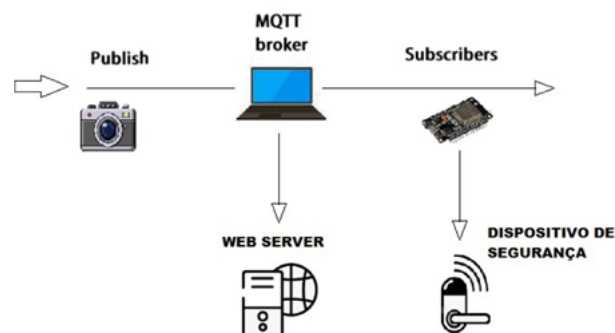 MQTT
broker
Publish
Subscribers
WEB SERVER
DISPOSITIVO DE
SEGURANÇA